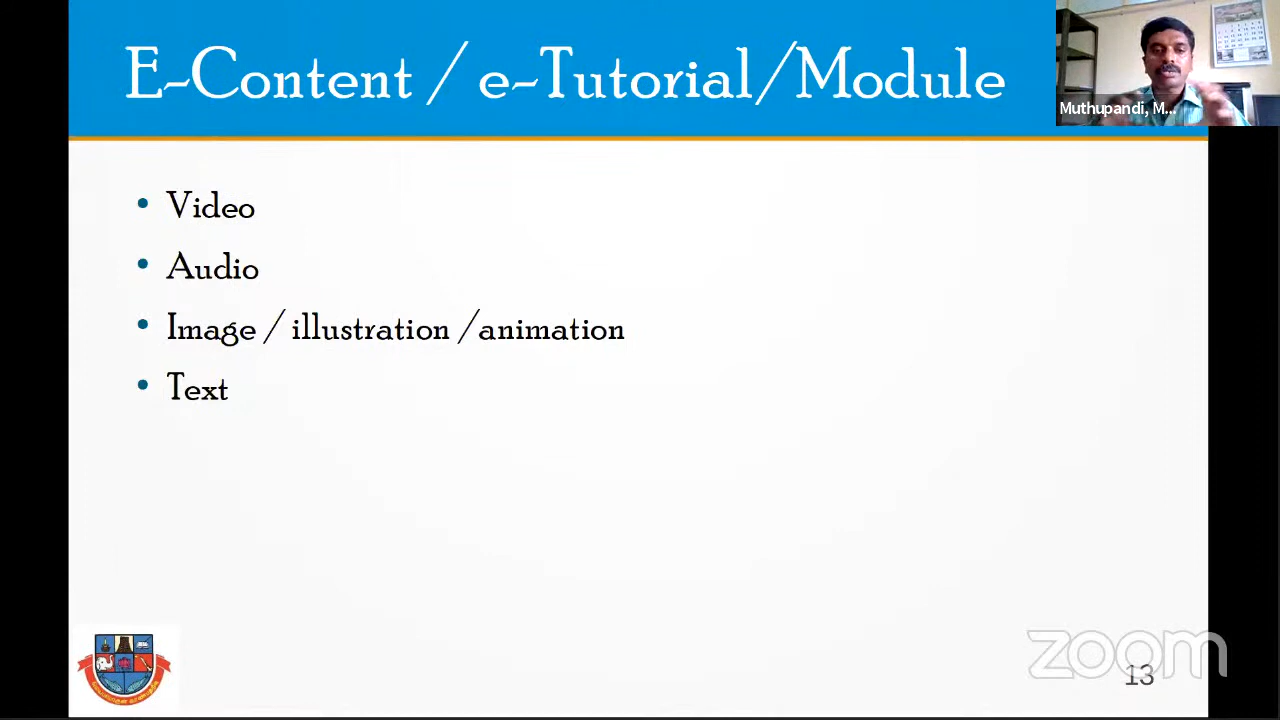 E-Content / e-Tutorial/Module
Muthupandi, M...
• Video
• Audio
• Image / illustration /animation
• Text
zoom
13